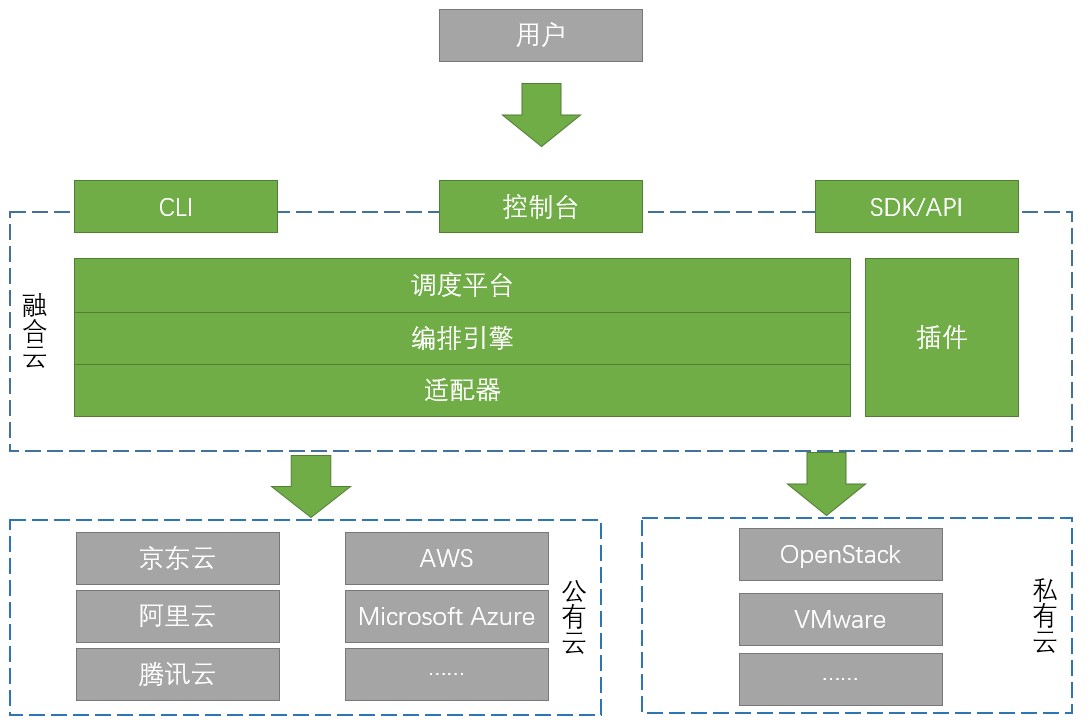 用户
CLI
控制台
SDK/API
融合云
调度平台
编排引擎
适配器
插件
京东云
AWS
阿里云
Microsoft Azure
腾讯云
……
公有云
OpenStack
VMware
……
私有云